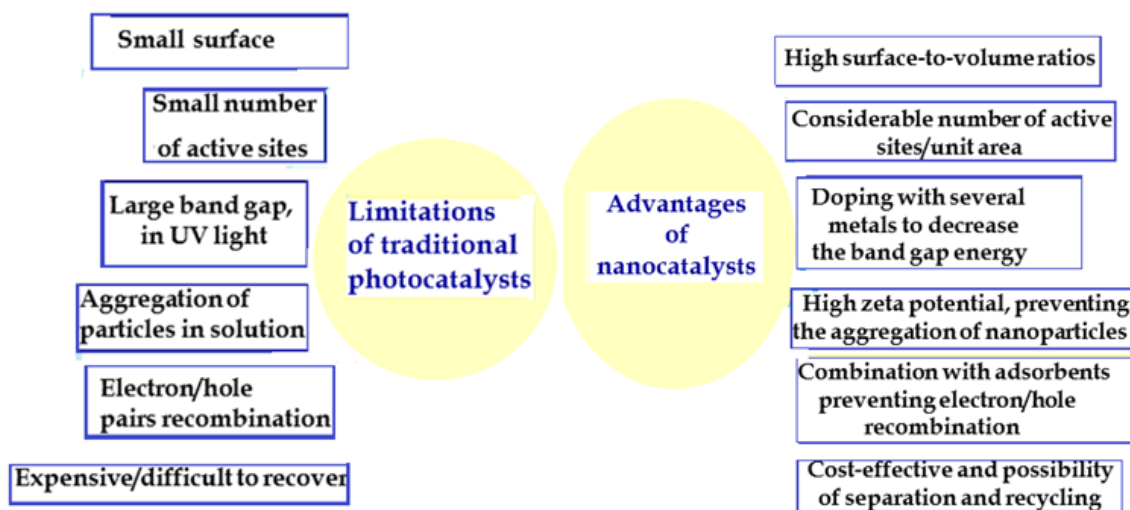 Small surface
Small number
of active sites
Large band gap,
in UV light
Aggregation of
particles in solution
Electron/hole
pairs recombination
Expensive/difficult to recover
Limitations
of traditional
photocatalysts
Advantages
of
nanocatalysts
High surface-to-volume ratios
Considerable number of active
sites/unit area
Doping with several
metals to decrease
the band gap energy
High zeta potential, preventing
the aggregation of nanoparticles
Combination with adsorbents
preventing electron/hole
recombination
Cost-effective and possibility
of separation and recycling